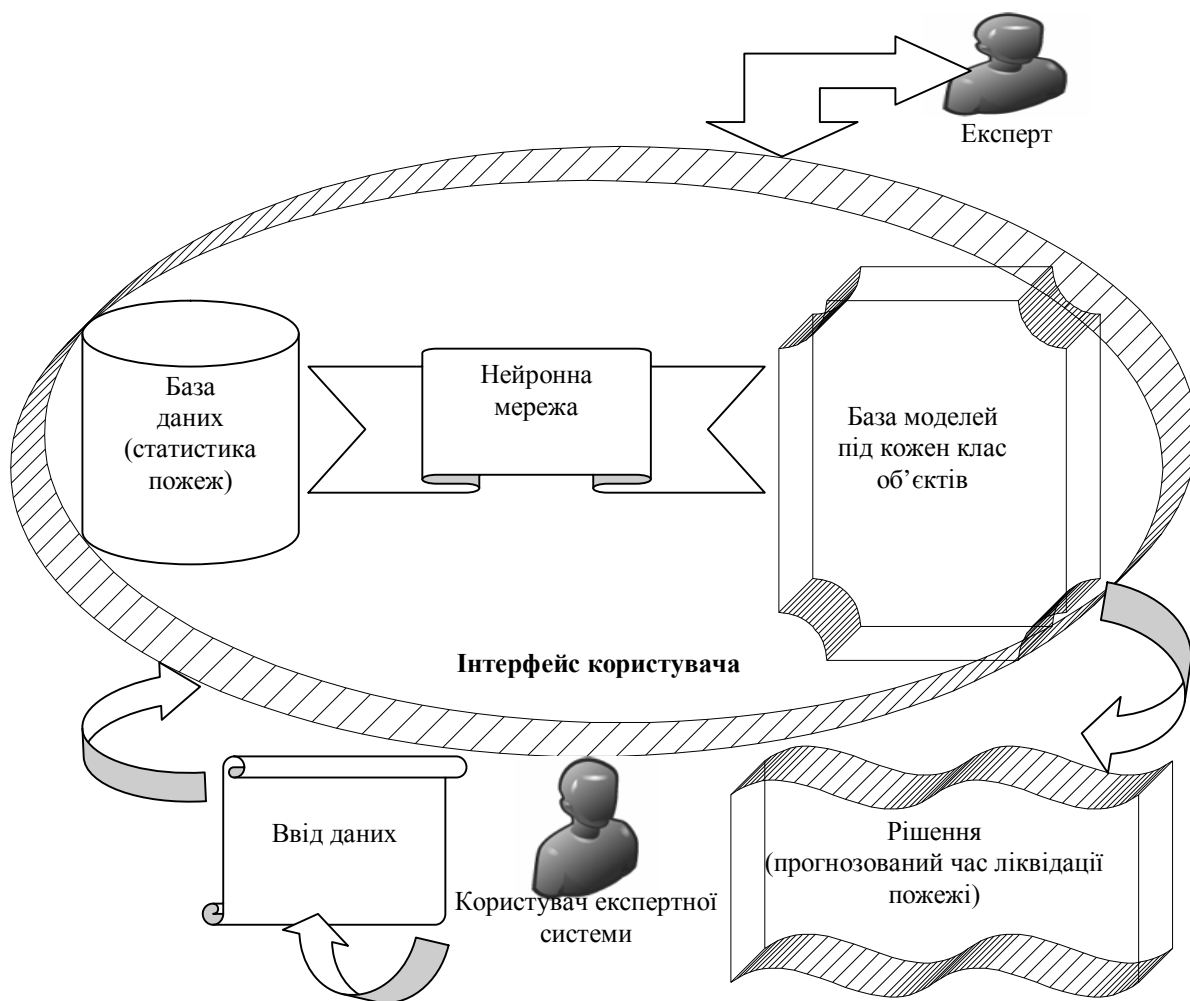 Експерт
База
даних
(статистика
пожеж)
Нейронна
мережа
База моделей
під кожен клас
об’єктів
Інтерфейс користувача
Ввід даних
Користувач експертної
системи
Рішення
(прогнозований час ліквідації
пожежі)